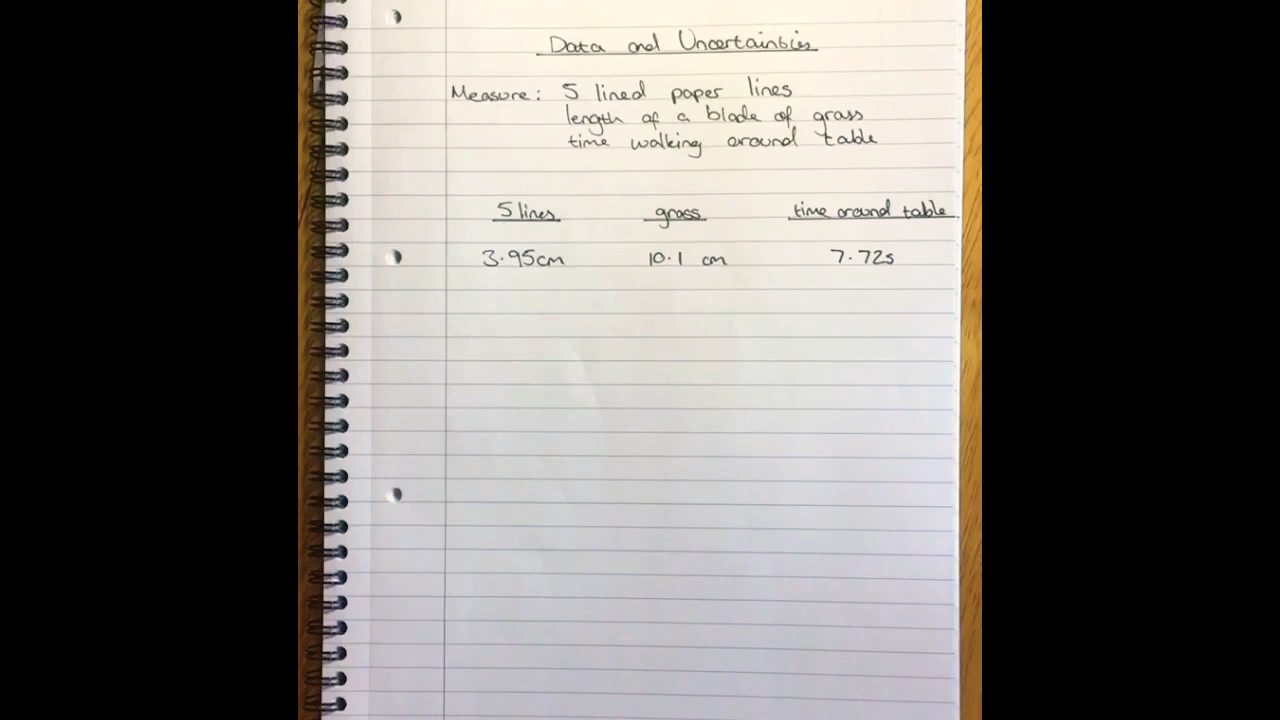 Data and Uncertainties
Measure: 5 lined paper lines
length of a blade of grass
time walking around table
5 lines grass time around table
3.95cm 10.1 cm 7.72s